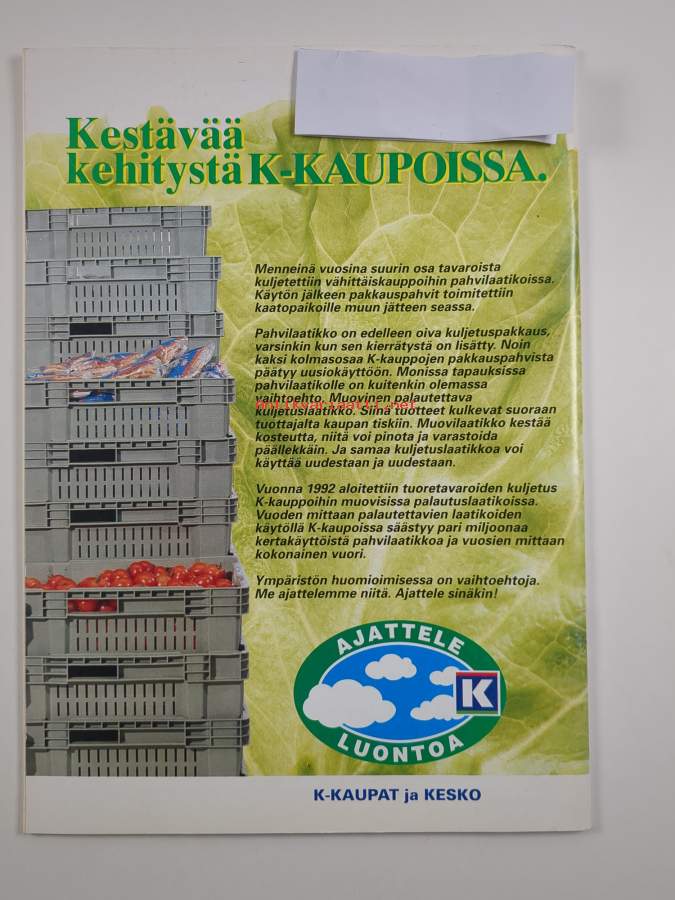 Kestävää
kehitystä K-KAUPOISSA.
Menneinä vuosina suurin osa tavaroista
kuljetettiin vähittäiskauppoihin pahvilaatikoissa.
Käytön jälkeen pakkauspahvit toimitettiin
kaatopaikoille muun jätteen seassa.
Pahvilaatikko on edelleen oiva kuljetuspakkaus,
varsinkin kun sen kierrätystä on lisätty. Noin
kaksi kolmasosaa K-kauppojen pakkauspahvista
päätyy uusiokäyttöön. Monissa tapauksissa
pahvilaatikolle on kuitenkin olemassa
vaihtoehto. Muovinen palautettava
antikvariaatti.net
kuljetuslaatikko. Siinä tuotteet kulkevat suoraan
tuottajalta kaupan tiskiin. Muovilaatikko kestää
kosteutta, niitä voi pinota ja varastoida
päällekkäin. Ja samaa kuljetuslaatikkoa voi
käyttää uudestaan ja uudestaan.
Vuonna 1992 aloitettiin tuoretavaroiden kuljetus
K-kauppoihin muovisissa palautuslaatikoissa.
Vuoden mittaan palautettavien laatikoiden
käytöllä K-kaupoissa säästyy pari miljoonaa
kertakäyttöistä pahvilaatikkoa ja vuosien mittaan
kokonainen vuori.
Ympäristön huomioimisessa on vaihtoehtoja.
Me ajattelemme niitä. Ajattele sinäkin!
AJATTELE
K
LUONTOA
K-KAUPAT ja KESKO